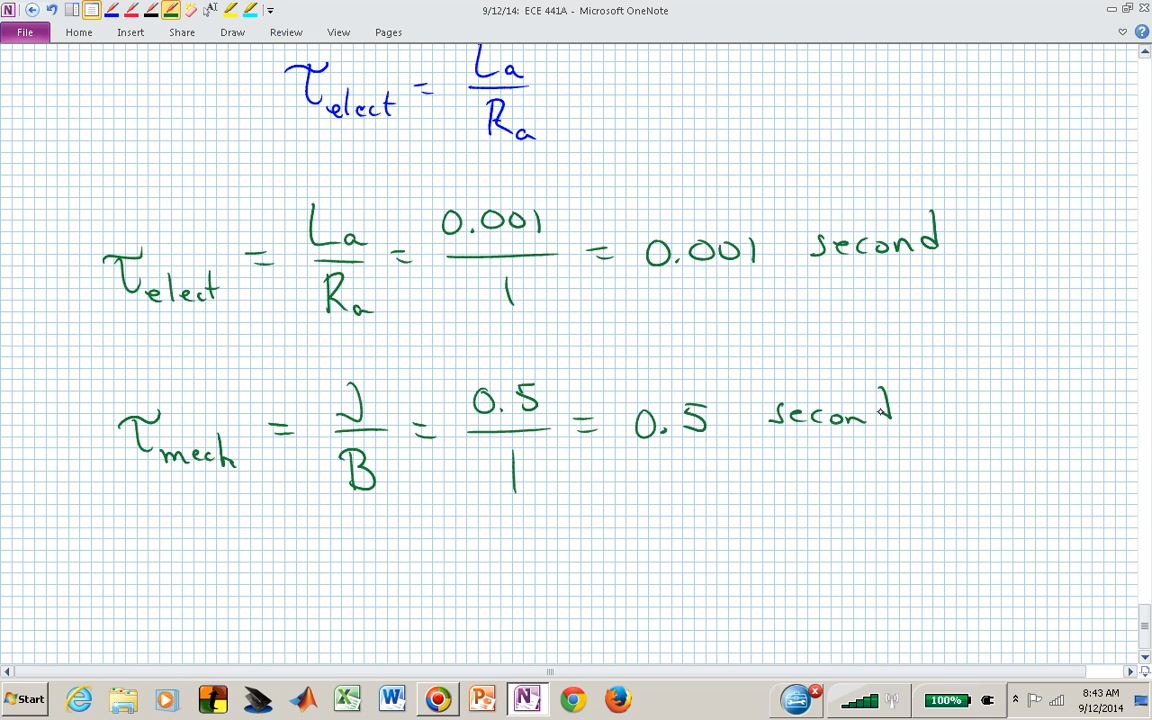 9/12/14: ECE 441A - Microsoft OneNote
File Home Insert Share Draw Review View Pages
τelect = La/Ra
τelect = La/Ra = 0.001/1 = 0.001 second
τmech = J/B = 0.5/1 = 0.5 second
Start 100% 8:43 AM
9/12/2014